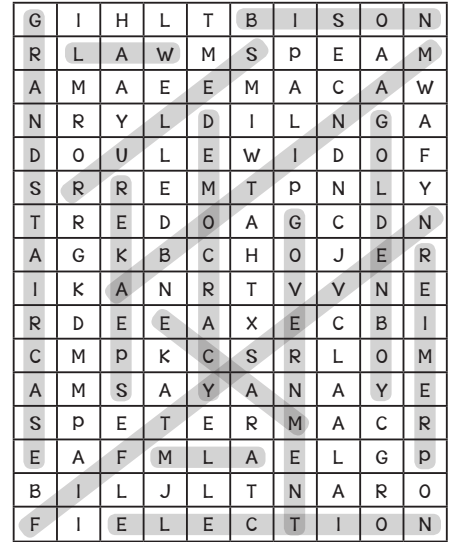 G I H L T B I S O N
R L A W M S P E A M
A M A E E M A C A W
N R Y L D I L N G A
D O U L E W I D O F
S R R E M T P N L Y
T R E D O A G C D N
A G K B C H O J E R
I K A N R T V V N E
R D E E A X E C B I
C M P K C S R L O M
A M S A Y A N A Y E
S P E T E R M A C R
E A F M L A E L G P
B I L J L T N A R O
F I E L E C T I O N